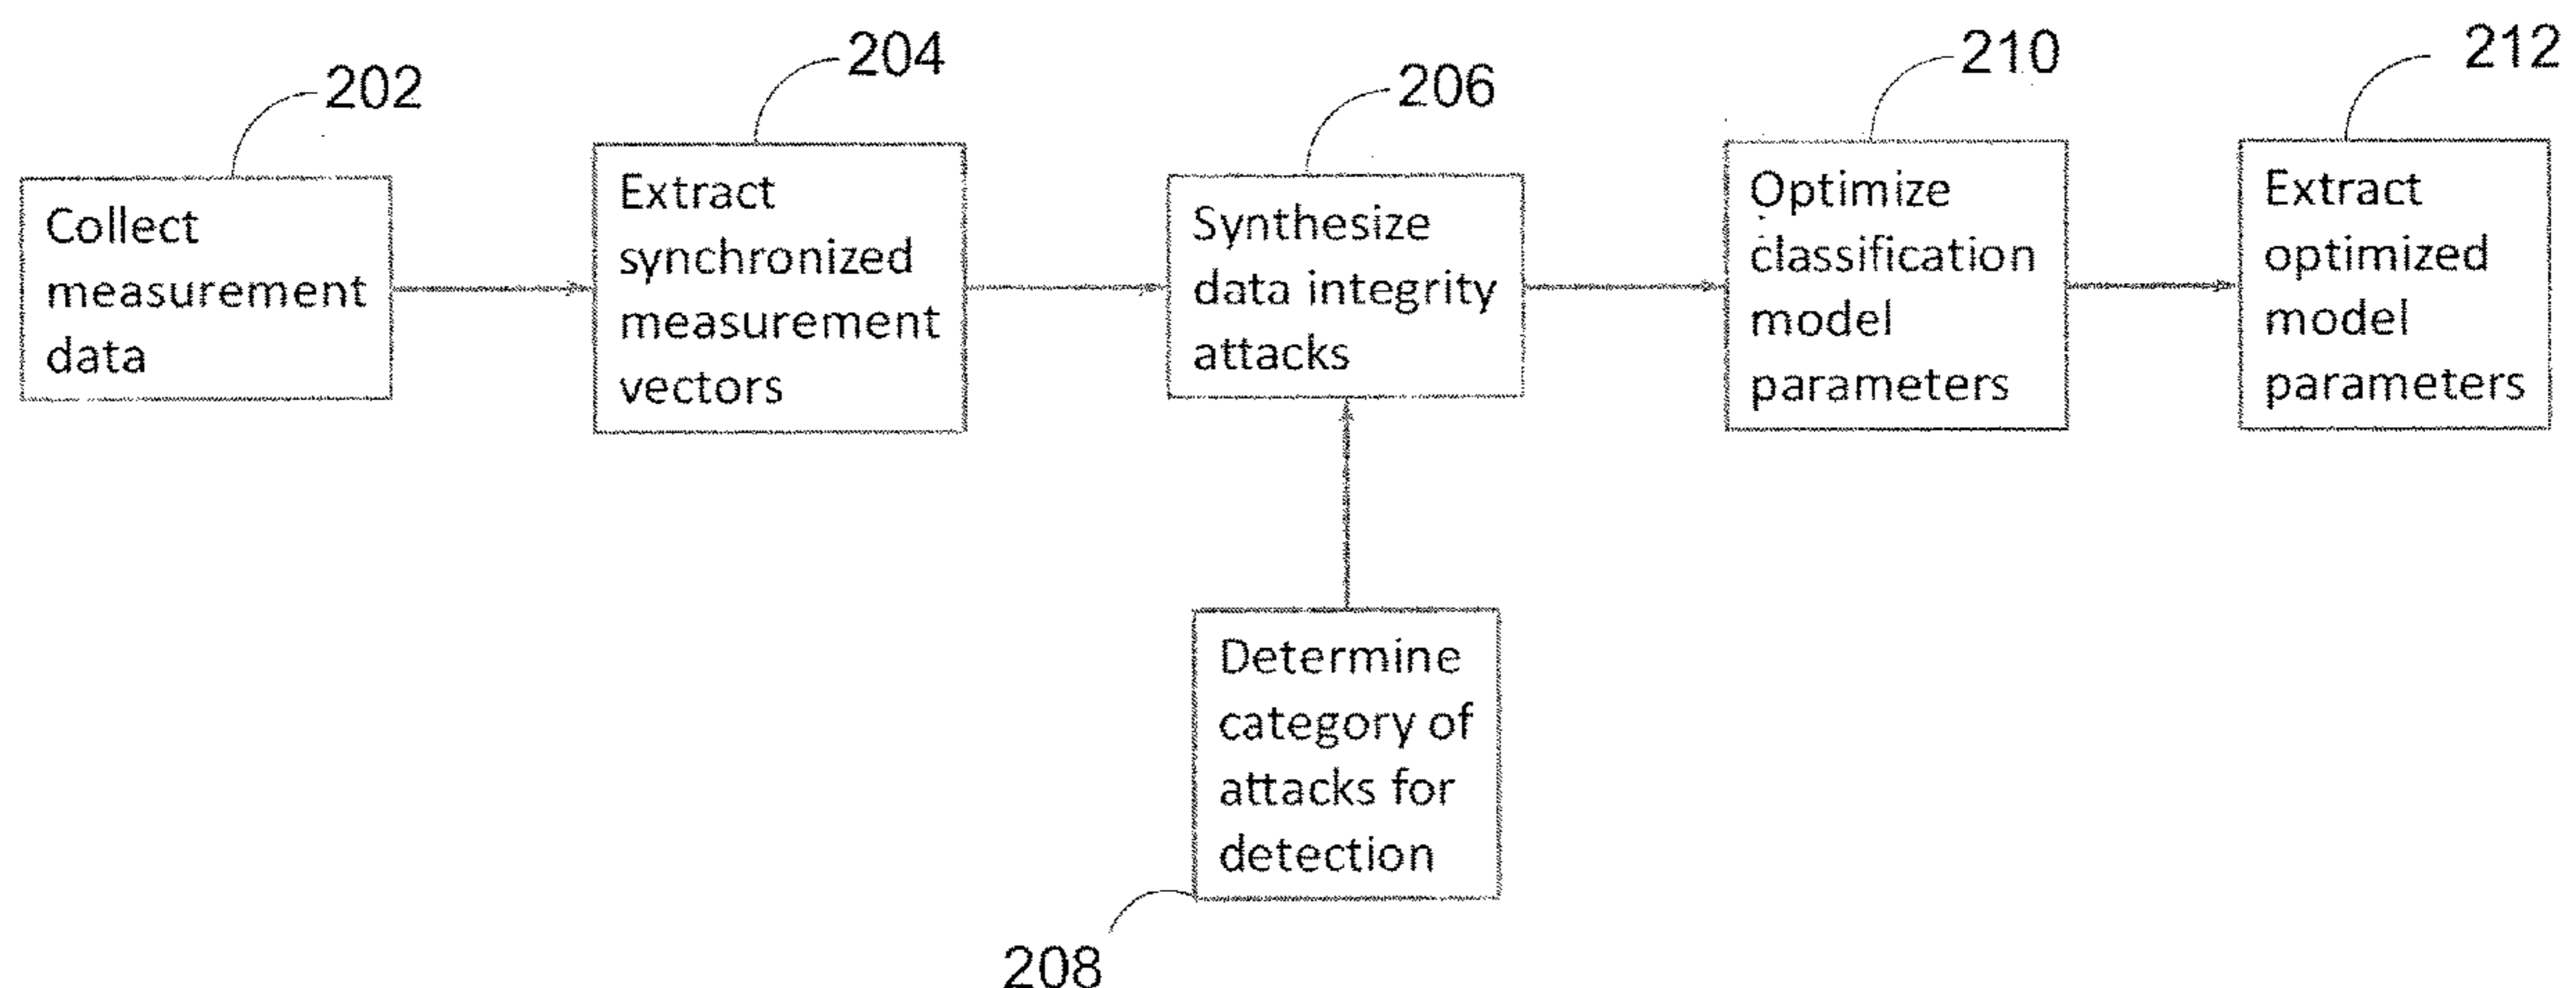 202
Collect
measurement
data
204
Extract
synchronized
measurement
vectors
206
Synthesize
data integrity
attacks
210
Optimize
classification
model
parameters
212
Extract
optimized
model
parameters
Determine
category of
attacks for
detection
208